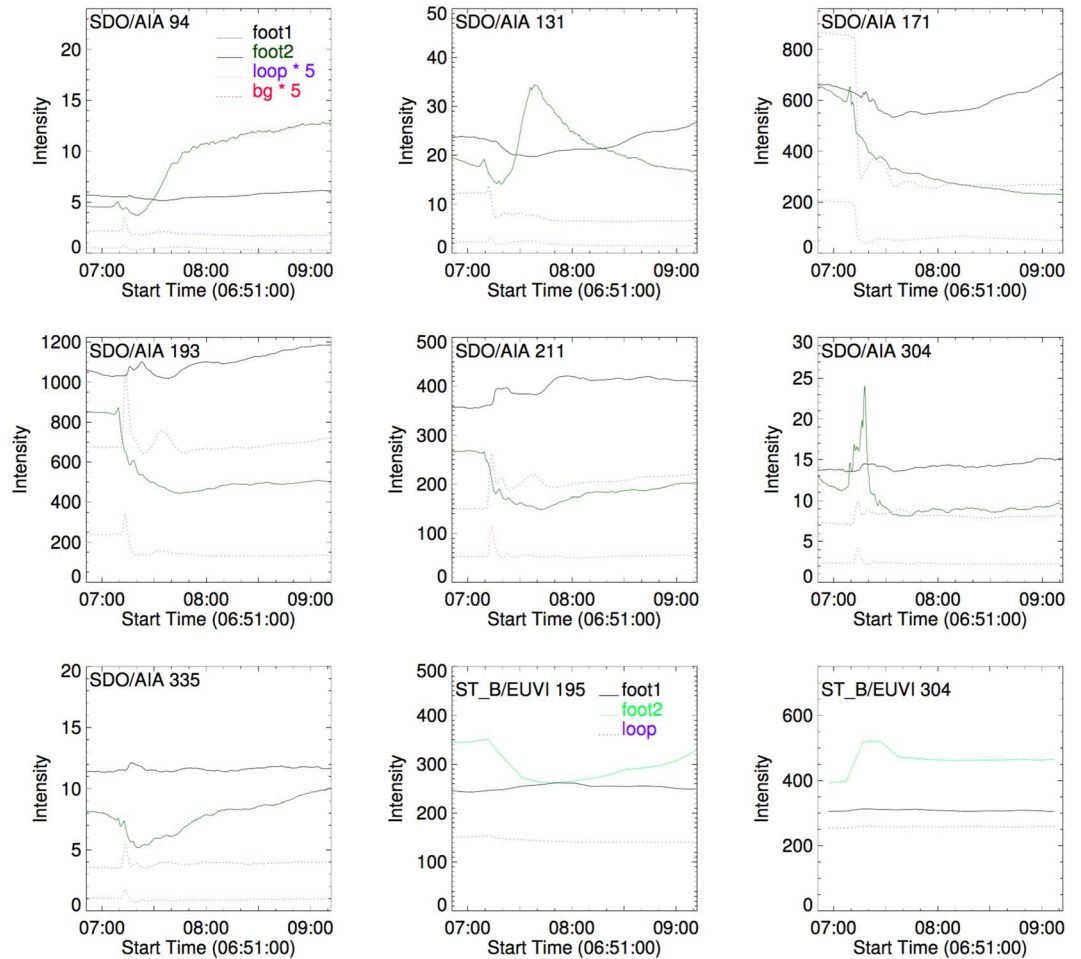 SDO/AIA 94
foot1
foot2
loop * 5
bg * 5
20
15
10
5
0
Intensity
07:00 08:00 09:00
Start Time (06:51:00)
SDO/AIA 131
50
40
30
20
10
0
Intensity
07:00 08:00 09:00
Start Time (06:51:00)
SDO/AIA 171
800
600
400
200
0
Intensity
07:00 08:00 09:00
Start Time (06:51:00)
SDO/AIA 193
1200
1000
800
600
400
200
0
Intensity
07:00 08:00 09:00
Start Time (06:51:00)
SDO/AIA 211
500
400
300
200
100
0
Intensity
07:00 08:00 09:00
Start Time (06:51:00)
SDO/AIA 304
30
25
20
15
10
5
0
Intensity
07:00 08:00 09:00
Start Time (06:51:00)
SDO/AIA 335
20
15
10
5
0
Intensity
07:00 08:00 09:00
Start Time (06:51:00)
ST_B/EUVI 195
foot1
foot2
loop
500
400
300
200
100
0
Intensity
07:00 08:00 09:00
Start Time (06:51:00)
ST_B/EUVI 304
600
400
200
0
Intensity
07:00 08:00 09:00
Start Time (06:51:00)